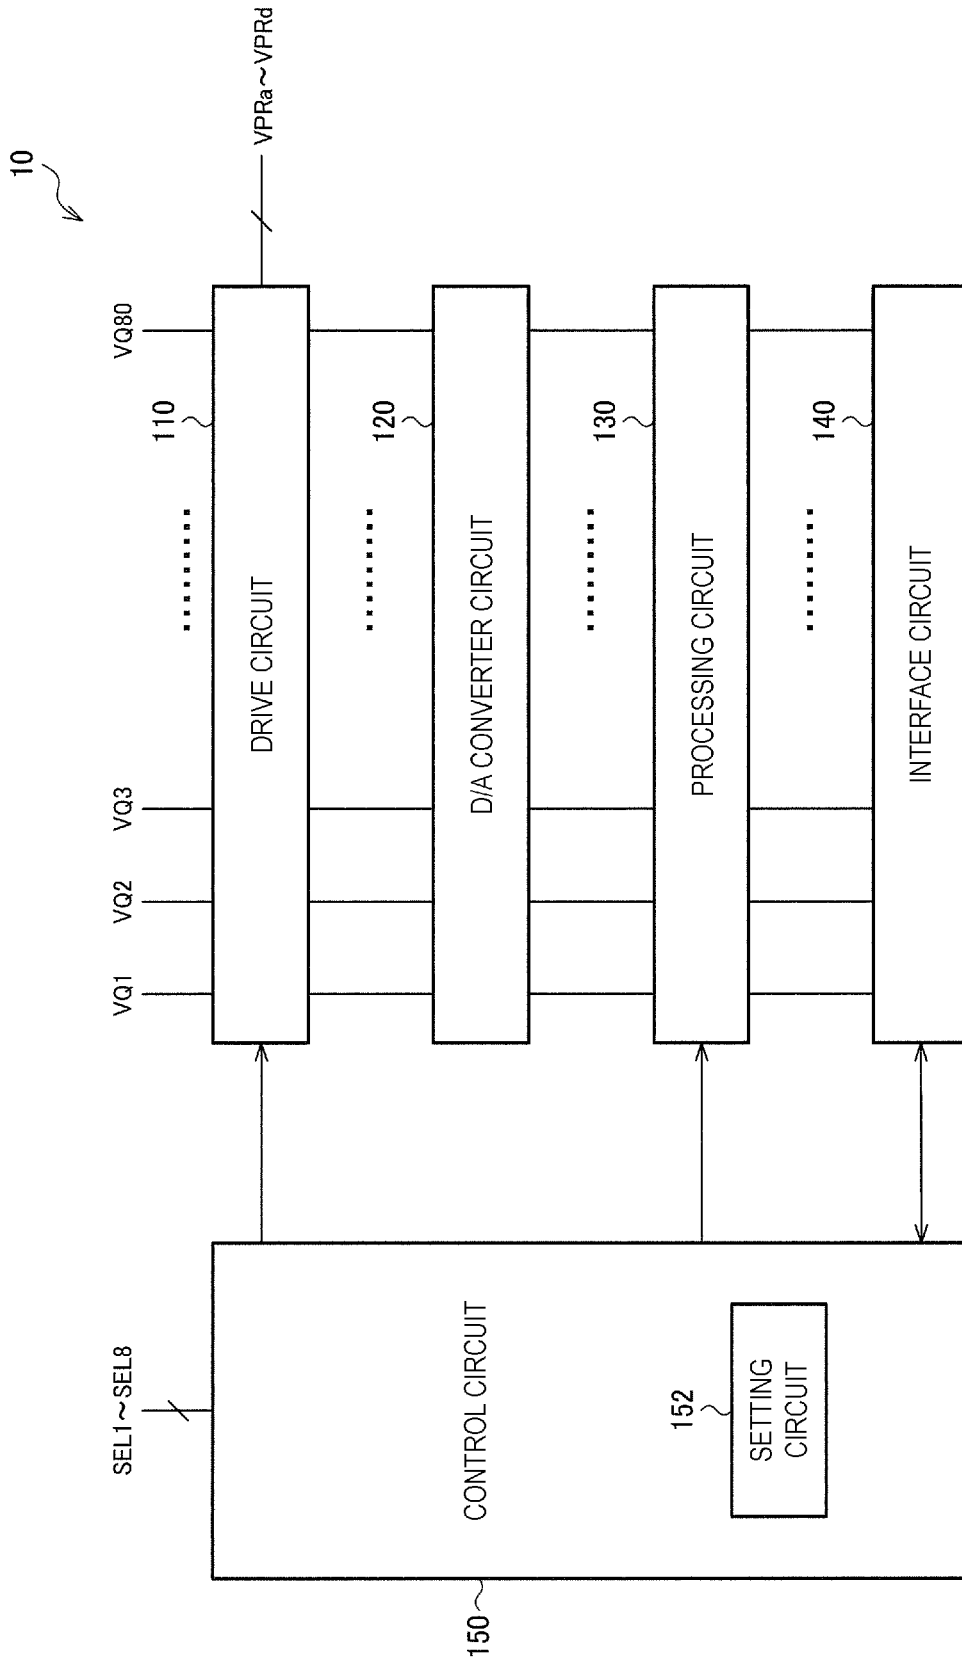 10
SEL1~SEL8
VQ1
VQ2
VQ3
VQ80
VPRa~VPRd
110
DRIVE CIRCUIT
120
D/A CONVERTER CIRCUIT
130
PROCESSING CIRCUIT
140
INTERFACE CIRCUIT
150
CONTROL CIRCUIT
152
SETTING
CIRCUIT